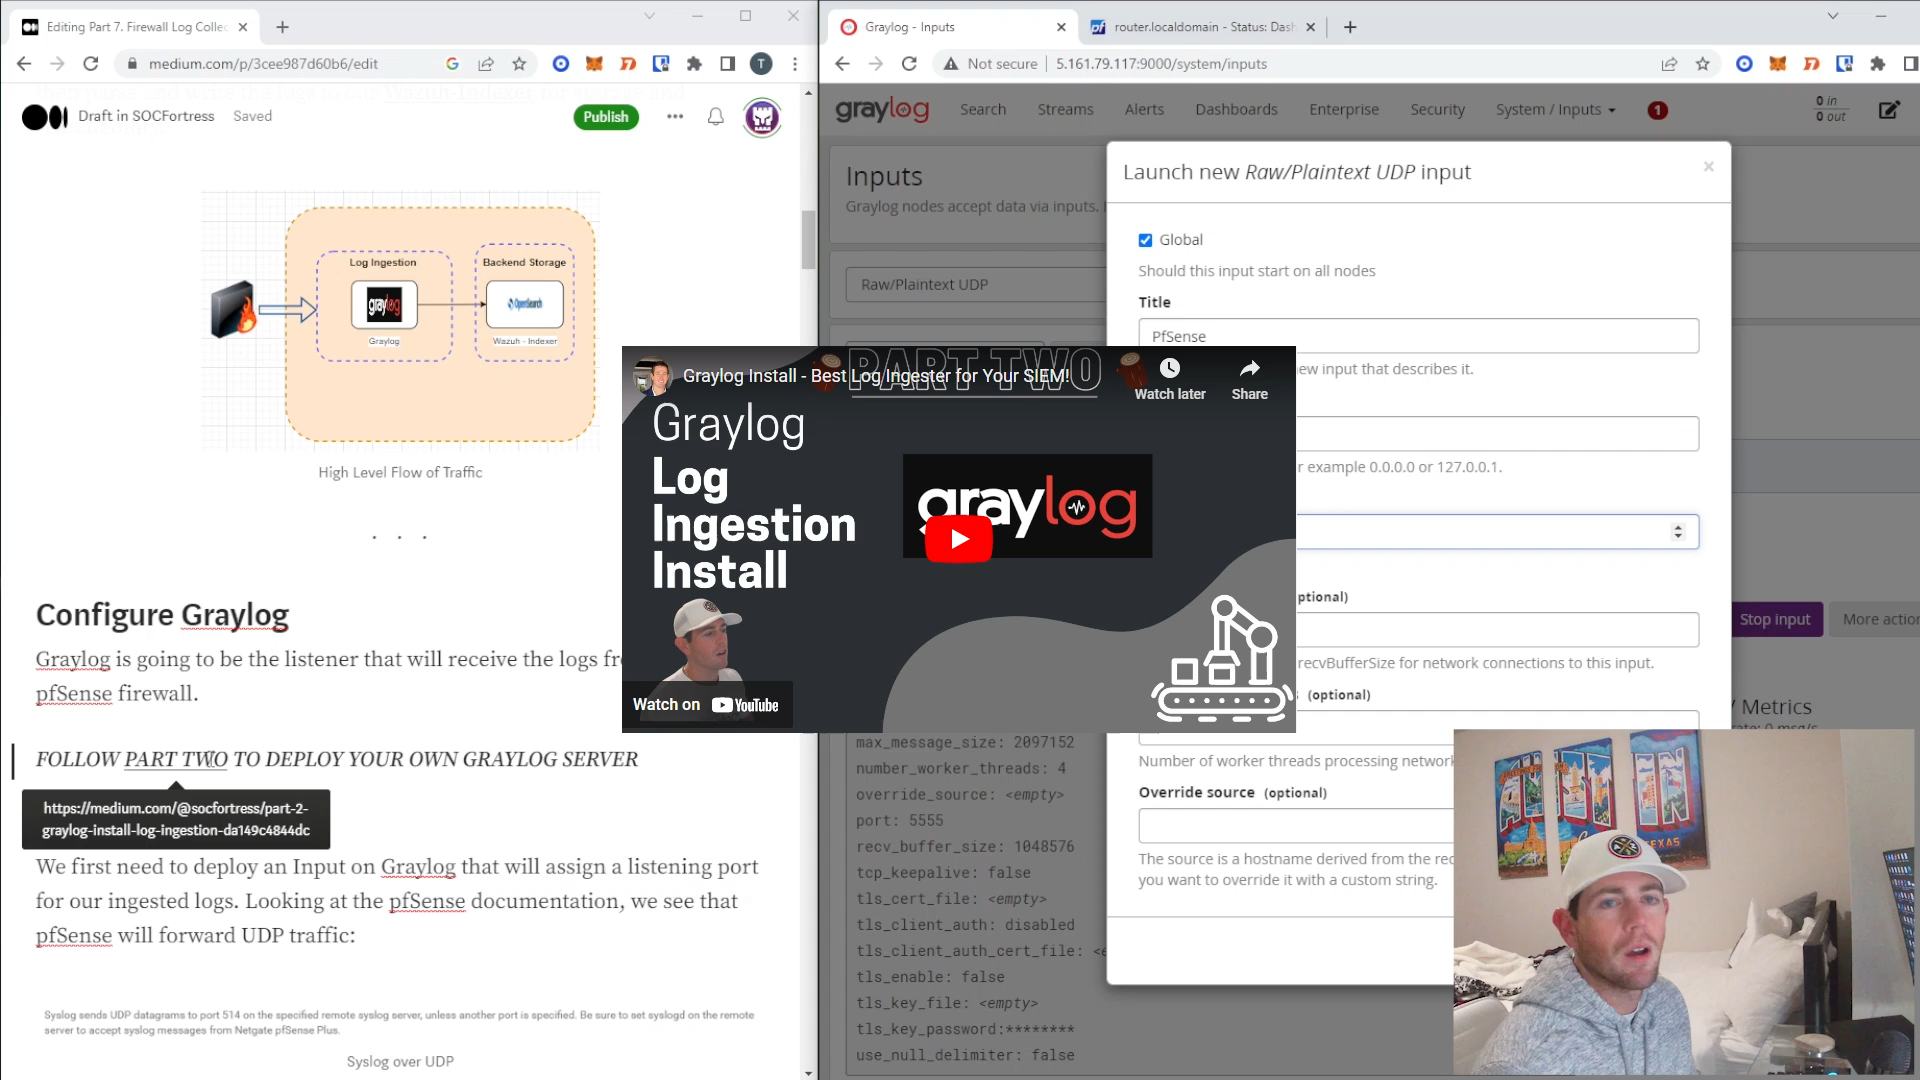 Editing Part 7. Firewall Log Collec
medium.com/p/3cee987d60b6/edit
T
Draft in SOCFortress Saved
Publish
Log Ingestion
Backend Storage
graylog
OpenSearch
Graylog
Wazuh - Indexer
High Level Flow of Traffic
. . .
Configure Graylog
Graylog is going to be the listener that will receive the logs fr
pfSense firewall.
FOLLOW PART TWO TO DEPLOY YOUR OWN GRAYLOG SERVER
https://medium.com/@socfortress/part-2-
graylog-install-log-ingestion-da149c4844dc
We first need to deploy an Input on Graylog that will assign a listening port
for our ingested logs. Looking at the pfSense documentation, we see that
pfSense will forward UDP traffic:
Syslog sends UDP datagrams to port 514 on the specified remote syslog server, unless another port is specified. Be sure to set syslogd on the remote
server to accept syslog messages from Netgate pfSense Plus.
Syslog over UDP
Graylog Install - Best Log Ingester for Your SIEM!
PART TWO
Watch later
Share
Graylog
Log
Ingestion
Install
graylog
Watch on YouTube
Graylog - Inputs
router.localdomain - Status: Dash
Not secure 5.161.79.117:9000/system/inputs
graylog Search Streams Alerts Dashboards Enterprise Security System / Inputs 1
0 in
0 out
Inputs
Graylog nodes accept data via inputs.
Raw/Plaintext UDP
Launch new Raw/Plaintext UDP input
×
Global
Should this input start on all nodes
Title
PfSense
ew input that describes it.
r example 0.0.0.0 or 127.0.0.1.
ptional)
recvBufferSize for network connections to this input.
(optional)
Number of worker threads processing network
Override source (optional)
The source is a hostname derived from the rec
you want to override it with a custom string.
Stop input
More action
/ Metrics
rate: 0 msg/s
max_message_size: 2097152
number_worker_threads: 4
override_source: <empty>
port: 5555
recv_buffer_size: 1048576
tcp_keepalive: false
tls_cert_file: <empty>
tls_client_auth: disabled
tls_client_auth_cert_file: <e
tls_enable: false
tls_key_file: <empty>
tls_key_password:********
use_null_delimiter: false
AUSTIN
TEXAS